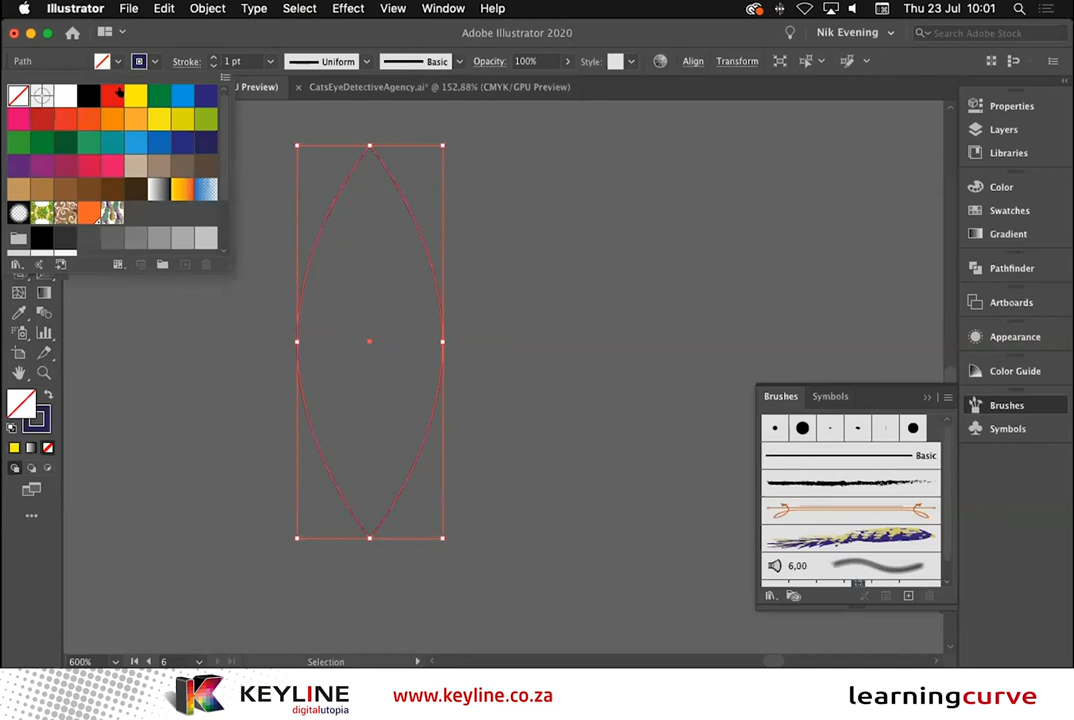 Illustrator File Edit Object Type Select Effect View Window Help Thu 23 Jul 10:01
Adobe Illustrator 2020 Nik Evening Search Adobe Stock
Path Stroke: 1 pt Uniform Basic Opacity: 100% Style: Align Transform
Preview) × CatsEyeDetectiveAgency.ai* @ 152,88% (CMYK/GPU Preview)
Properties
Layers
Libraries
Color
Swatches
Gradient
Pathfinder
Artboards
Appearance
Color Guide
Brushes
Symbols
Brushes Symbols
Basic
6,00
600% 6 Selection
KEYLINE
digitalutopia
www.keyline.co.za
learningcurve